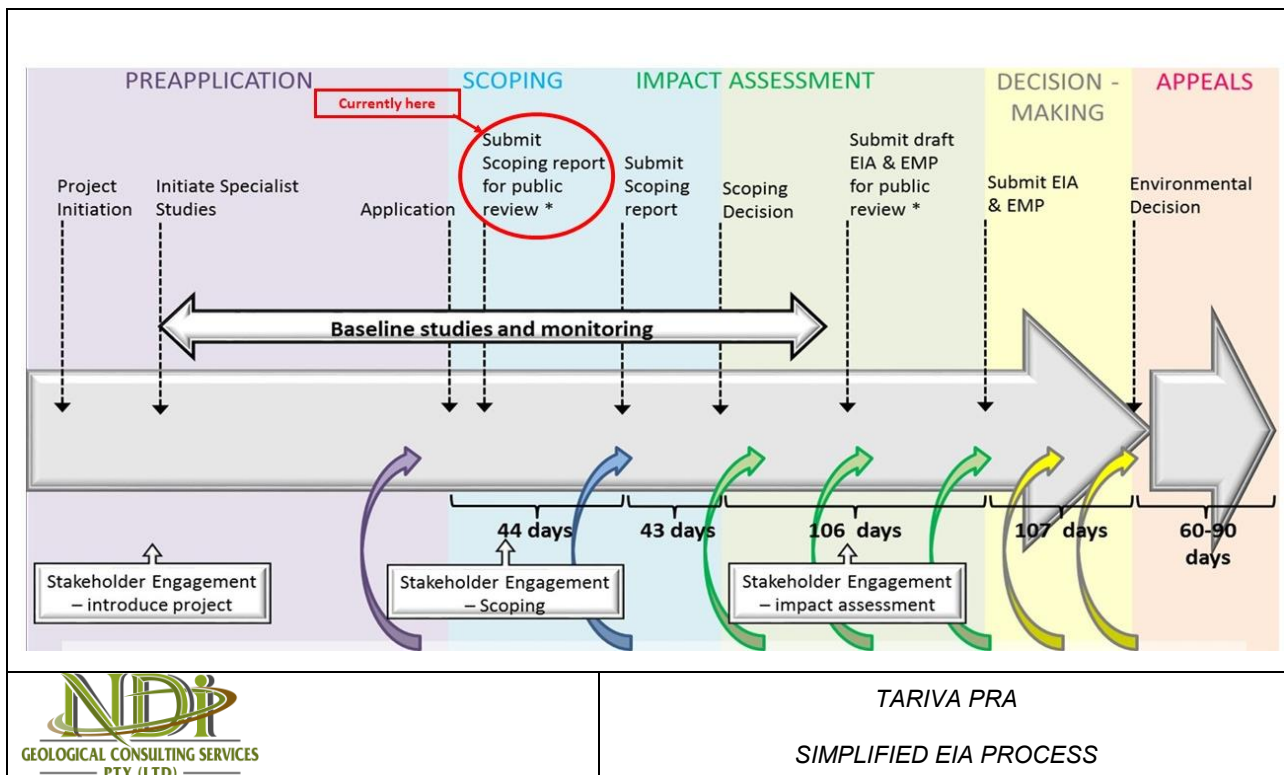 PREAPPLICATION
SCOPING
IMPACT ASSESSMENT
DECISION -
MAKING
APPEALS
Currently here
Project
Initiation
Initiate Specialist
Studies
Application
Submit
Scoping report
for public
review *
Submit
Scoping
report
Scoping
Decision
Submit draft
EIA & EMP
for public
review *
Submit EIA
& EMP
Environmental
Decision
Baseline studies and monitoring
44 days
43 days
106 days
107 days
60-90
days
Stakeholder Engagement
– introduce project
Stakeholder Engagement
– Scoping
Stakeholder Engagement
– impact assessment
NDi
GEOLOGICAL CONSULTING SERVICES
PTY (LTD)
TARIVA PRA
SIMPLIFIED EIA PROCESS